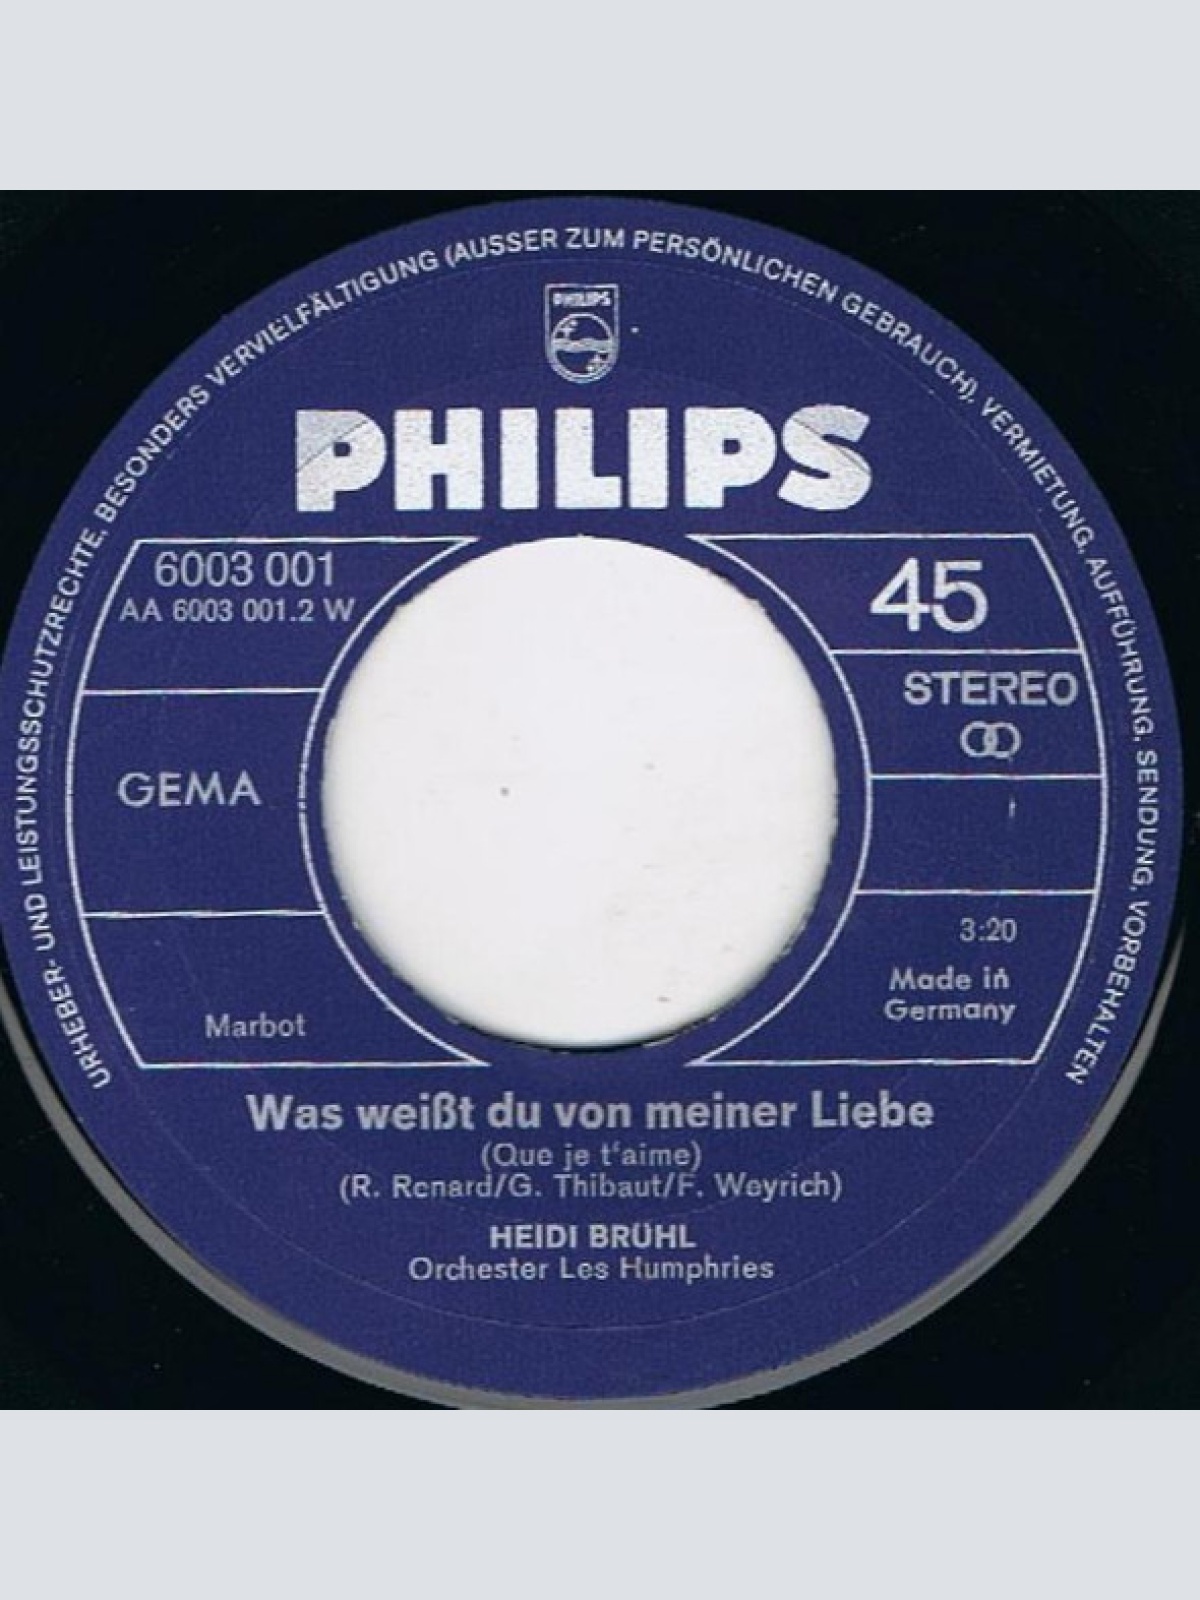 URHEBER- UND LEISTUNGSSCHUTZRECHTE, BESONDERS VERVIELFÄLTIGUNG (AUSSER ZUM PERSÖNLICHEN GEBRAUCH), VERMIETUNG, AUFFÜHRUNG, SENDUNG, VORBEHALTEN
PHILIPS
PHILIPS
6003 001
AA 6003 001.2 W
45
STEREO
GEMA
3:20
Made in
Germany
Marbot
Was weißt du von meiner Liebe
(Que je t'aime)
(R. Renard/G. Thibaut/F. Weyrich)
HEIDI BRÜHL
Orchester Les Humphries